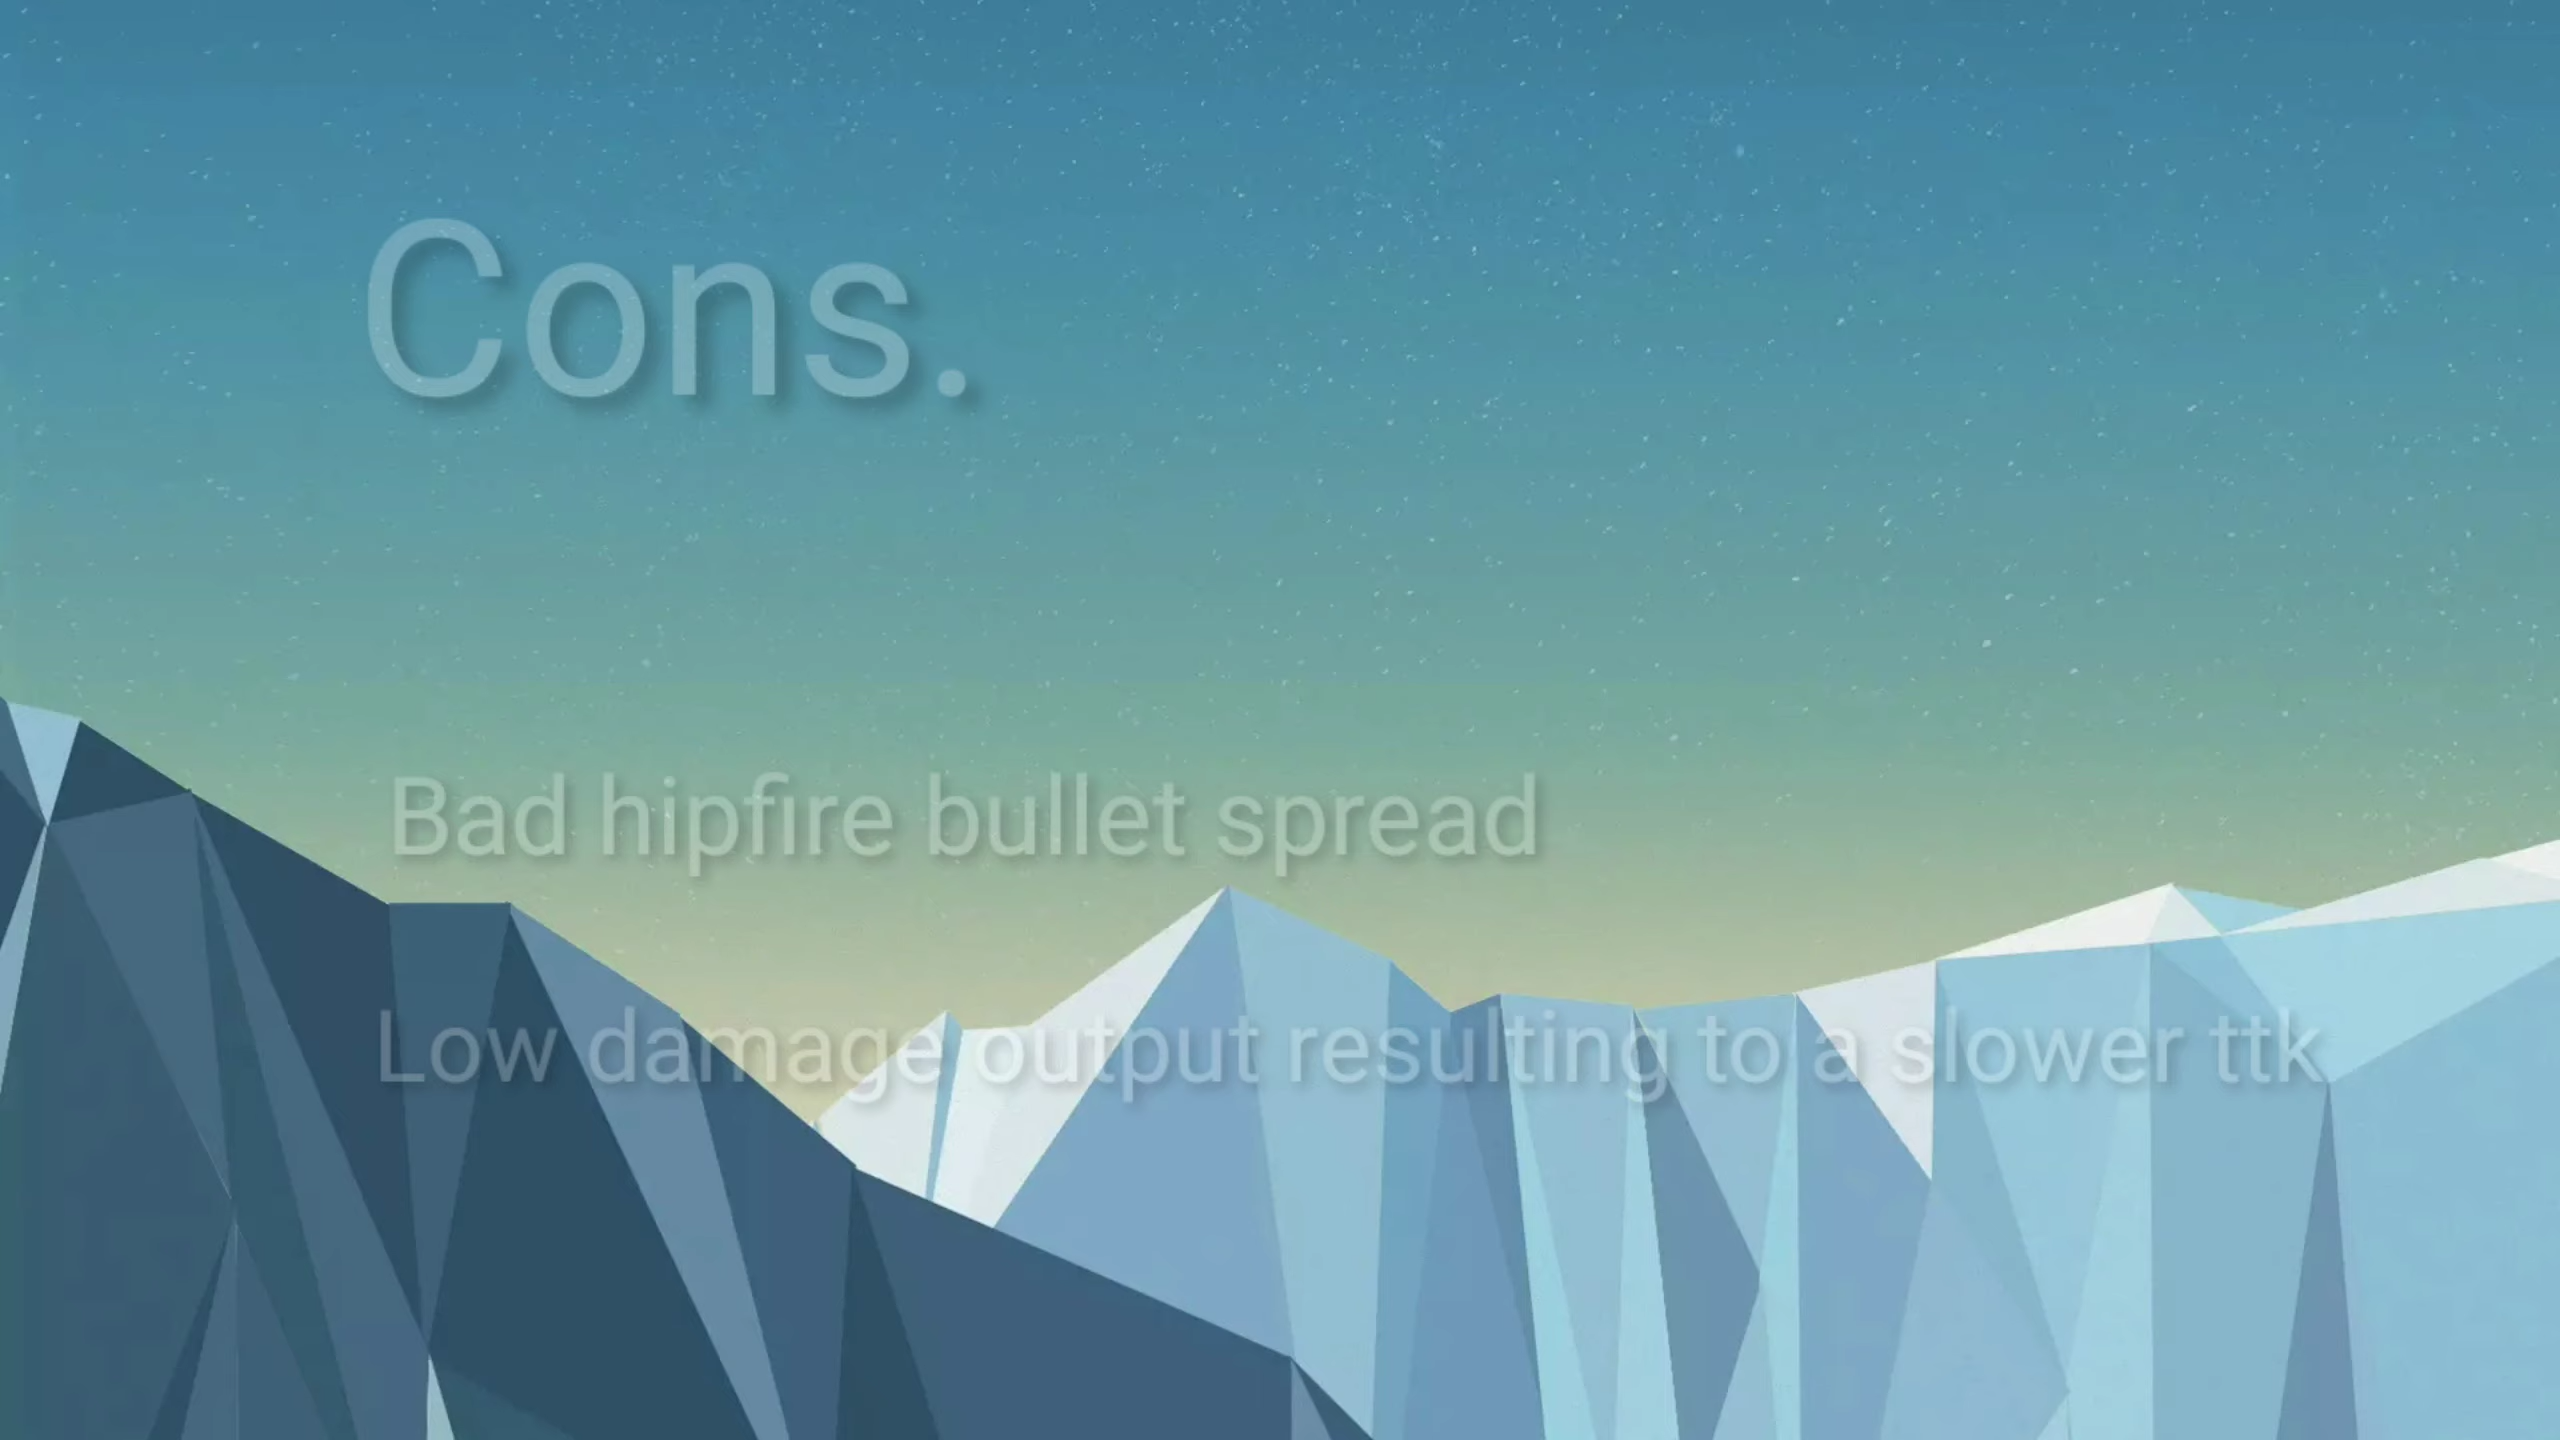 Cons.
Bad hipfire bullet spread
Low damage output resulting to a slower ttk